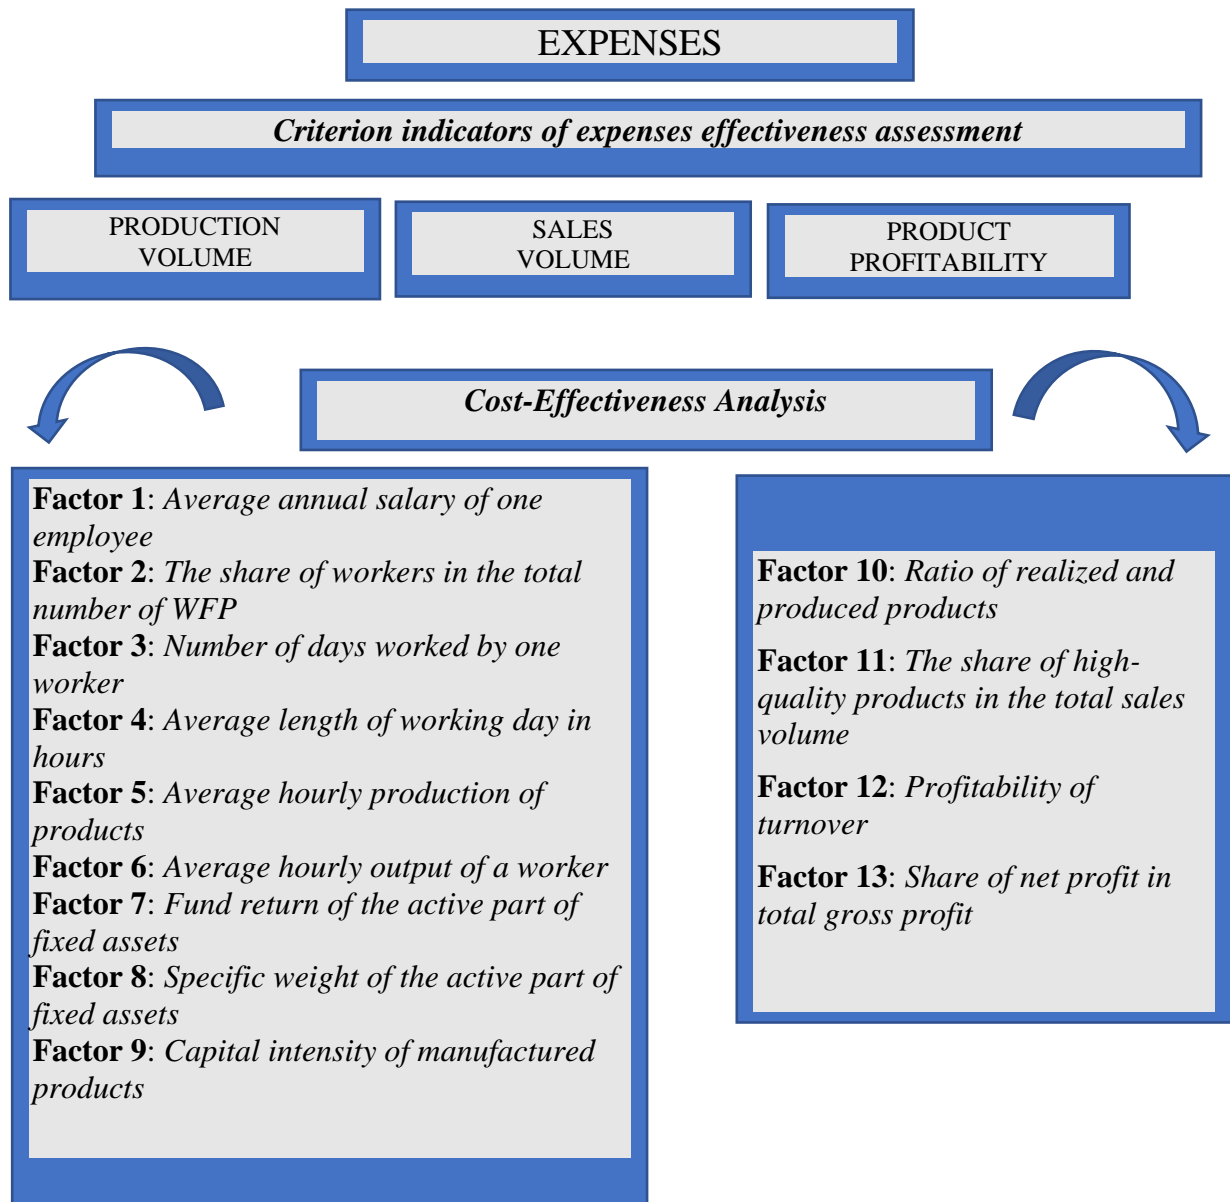 EXPENSES
Criterion indicators of expenses effectiveness assessment
PRODUCTION
VOLUME
SALES
VOLUME
PRODUCT
PROFITABILITY
Cost-Effectiveness Analysis
Factor 1: Average annual salary of one
employee
Factor 2: The share of workers in the total
number of WFP
Factor 3: Number of days worked by one
worker
Factor 4: Average length of working day in
hours
Factor 5: Average hourly production of
products
Factor 6: Average hourly output of a worker
Factor 7: Fund return of the active part of
fixed assets
Factor 8: Specific weight of the active part of
fixed assets
Factor 9: Capital intensity of manufactured
products
Factor 10: Ratio of realized and
produced products
Factor 11: The share of high-
quality products in the total sales
volume
Factor 12: Profitability of
turnover
Factor 13: Share of net profit in
total gross profit